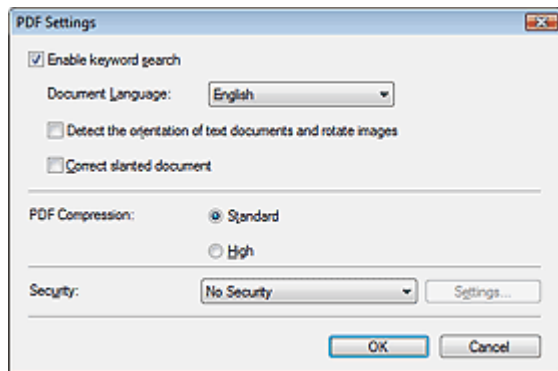 PDF Settings
Enable keyword search
Document Language: English
Detect the orientation of text documents and rotate images
Correct slanted document
PDF Compression: Standard
High
Security: No Security Settings...
OK Cancel